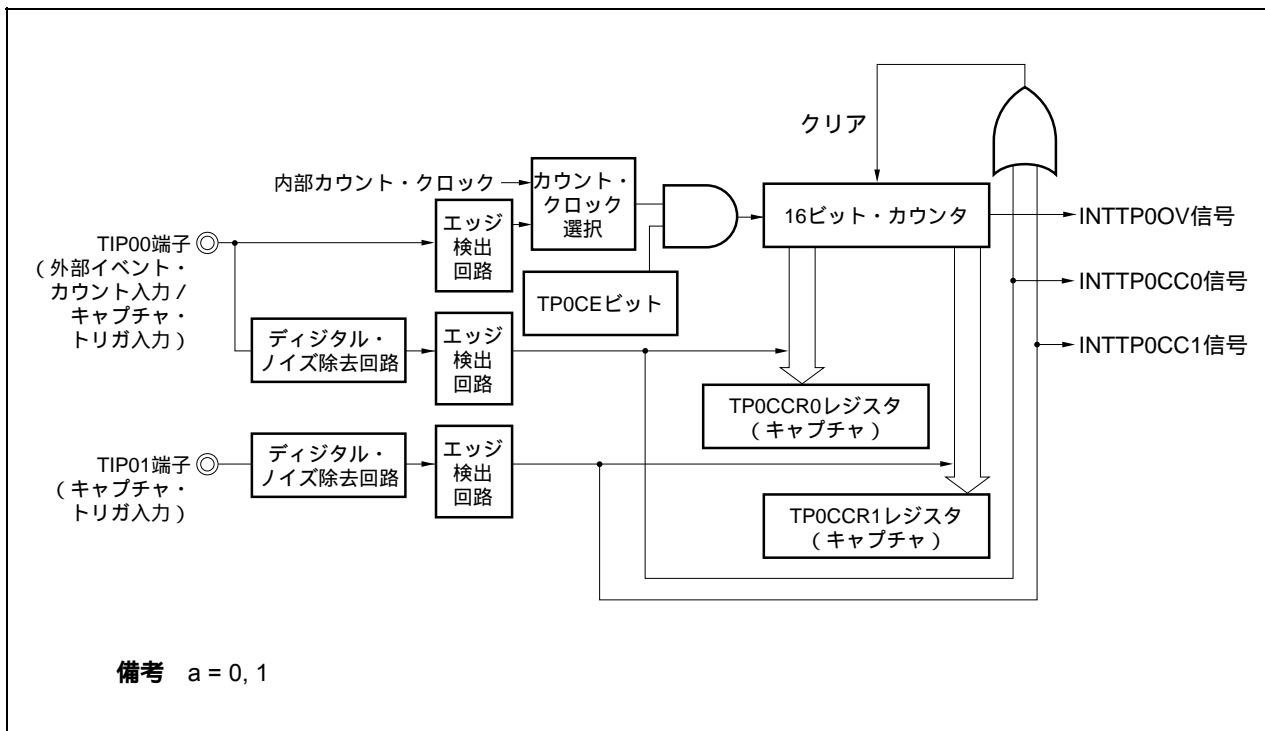 クリア
内部カウント・クロック
カウント・
クロック
選択
16ビット・カウンタ
INTTP0OV信号
TIP00端子
(外部イベント・
カウント入力/
キャプチャ・
トリガ入力)
エッジ
検出
回路
TP0CEビット
INTTP0CC0信号
ディジタル・
ノイズ除去回路
エッジ
検出
回路
INTTP0CC1信号
TP0CCR0レジスタ
(キャプチャ)
TIP01端子
(キャプチャ・
トリガ入力)
ディジタル・
ノイズ除去回路
エッジ
検出
回路
TP0CCR1レジスタ
(キャプチャ)
備考 a = 0, 1